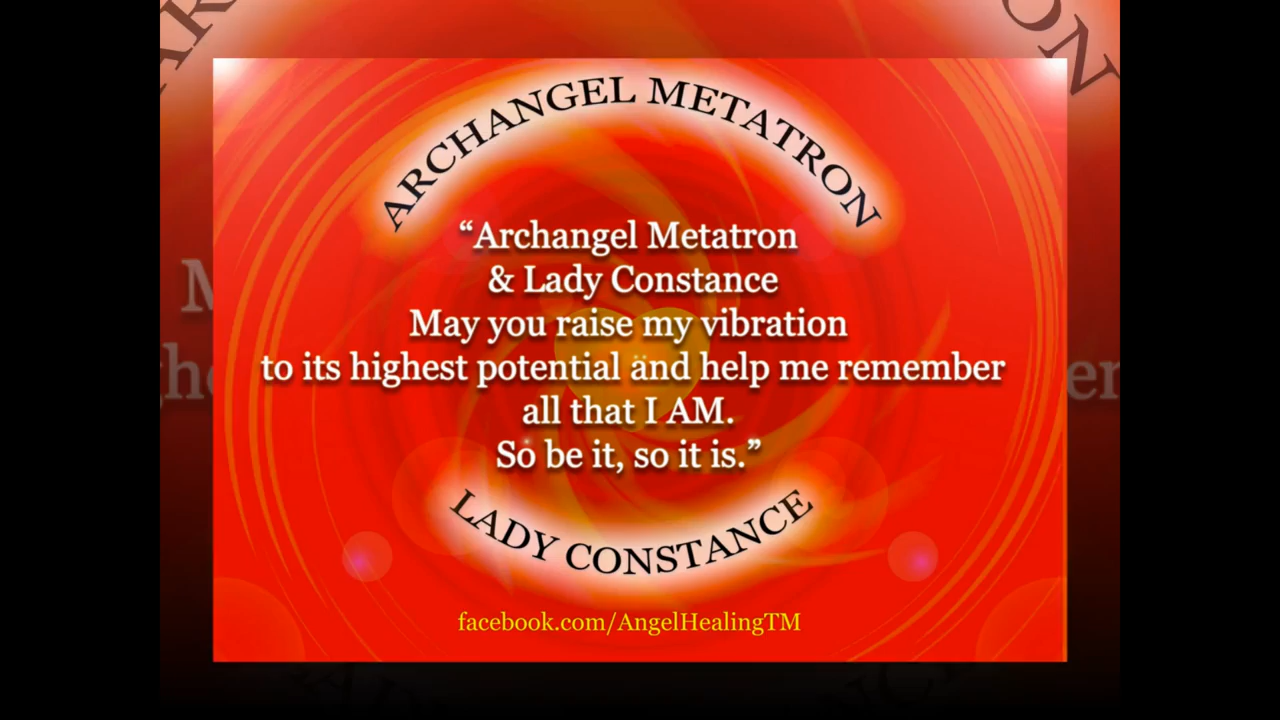 ARCHANGEL METATRON
“Archangel Metatron
& Lady Constance
May you raise my vibration
to its highest potential and help me remember
all that I AM.
So be it, so it is.”
LADY CONSTANCE
facebook.com/AngelHealingTM